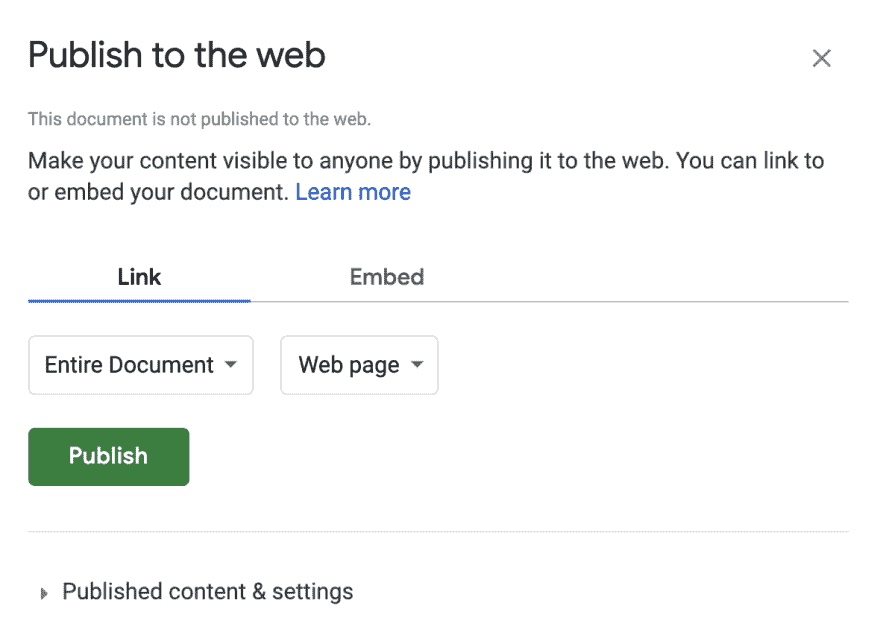 Publish to the web
This document is not published to the web.
Make your content visible to anyone by publishing it to the web. You can link to
or embed your document. Learn more
Link Embed
Entire Document Web page
Publish
Published content & settings